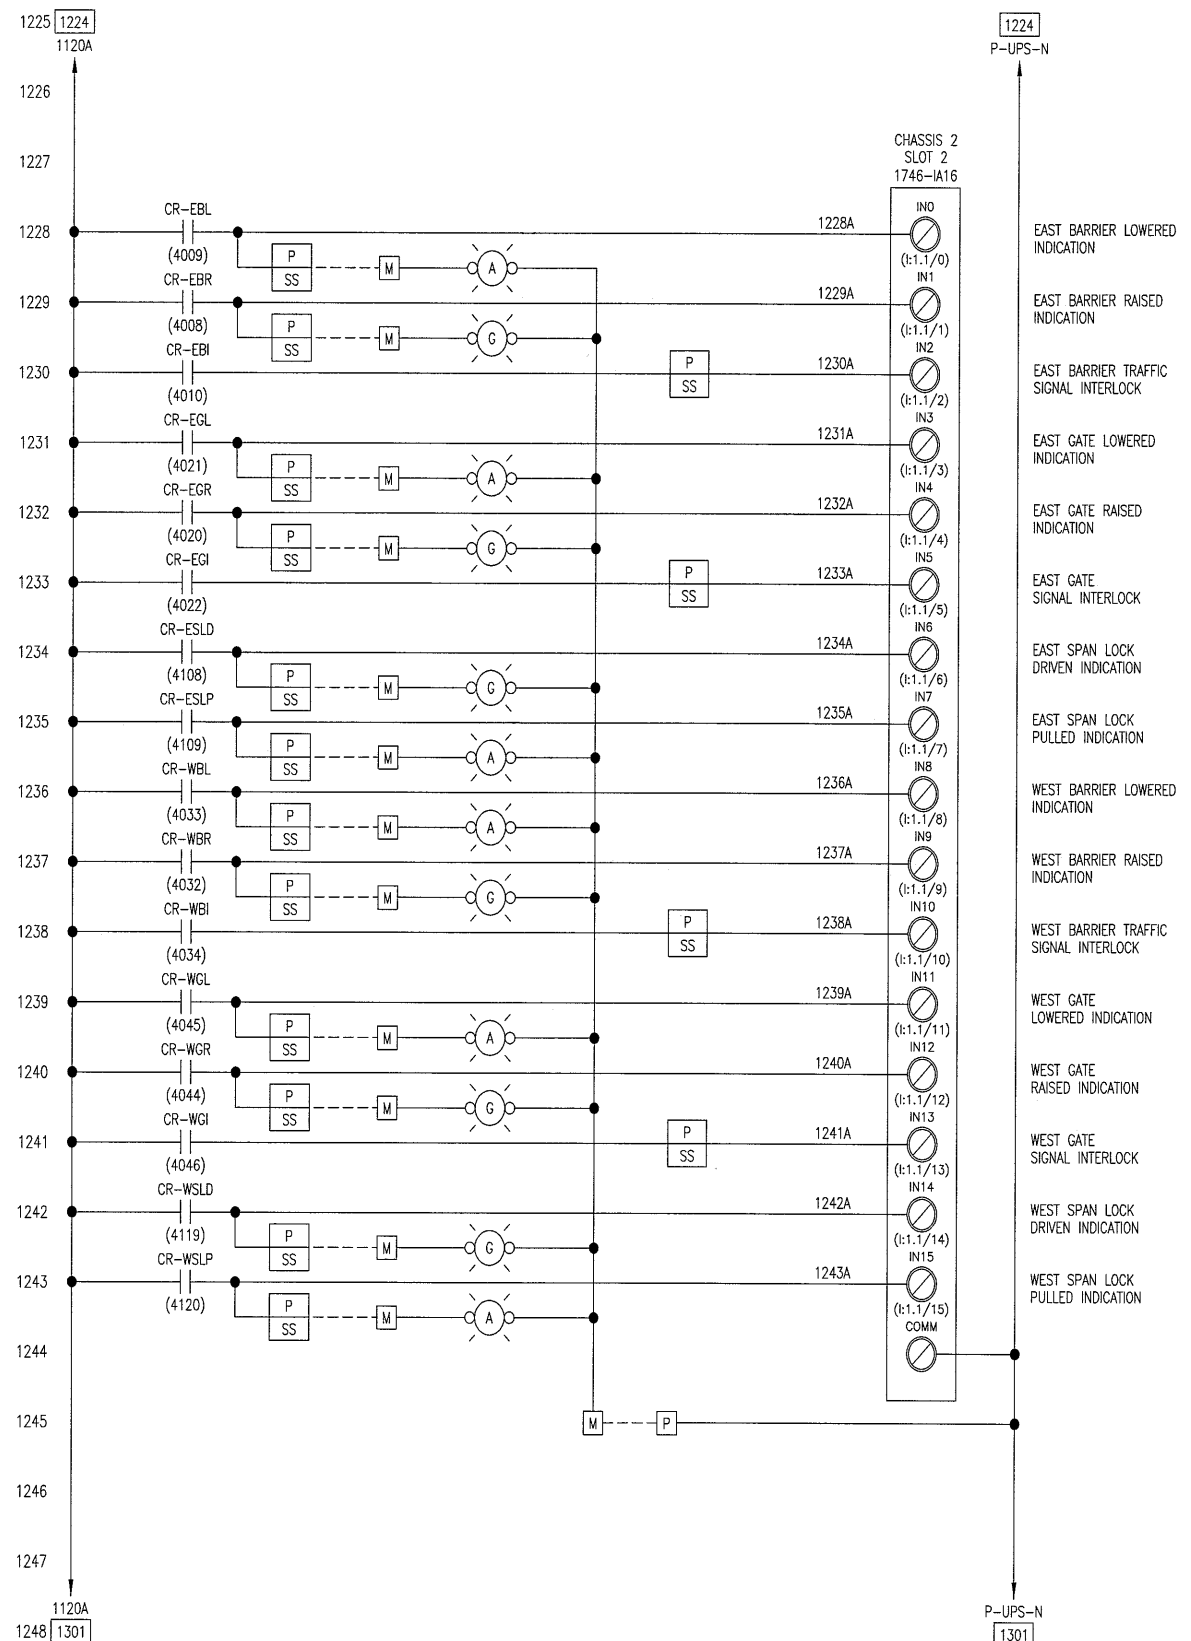 1225 1224 1224
1120A P-UPS-N
1226
CHASSIS 2
1227 SLOT 2
1746-IA16
CR-EBL IN0
1228 1228A EAST BARRIER LOWERED
(4009) P M A (I:1.1/0) INDICATION
SS
CR-EBR IN1
1229 1229A EAST BARRIER RAISED
(4008) P M G (I:1.1/1) INDICATION
SS
CR-EBI IN2
1230 P 1230A EAST BARRIER TRAFFIC
(4010) SS (I:1.1/2) SIGNAL INTERLOCK
CR-EGL IN3
1231 1231A EAST GATE LOWERED
(4021) P M A (I:1.1/3) INDICATION
SS
CR-EGR IN4
1232 1232A EAST GATE RAISED
(4020) P M G (I:1.1/4) INDICATION
SS
CR-EGI IN5
1233 P 1233A EAST GATE
(4022) SS (I:1.1/5) SIGNAL INTERLOCK
CR-ESLD IN6
1234 1234A EAST SPAN LOCK
(4108) P M G (I:1.1/6) DRIVEN INDICATION
SS
CR-ESLP IN7
1235 1235A EAST SPAN LOCK
(4109) P M A (I:1.1/7) PULLED INDICATION
SS
CR-WBL IN8
1236 1236A WEST BARRIER LOWERED
(4033) P M A (I:1.1/8) INDICATION
SS
CR-WBR IN9
1237 1237A WEST BARRIER RAISED
(4032) P M G (I:1.1/9) INDICATION
SS
CR-WBI IN10
1238 P 1238A WEST BARRIER TRAFFIC
(4034) SS (I:1.1/10) SIGNAL INTERLOCK
CR-WGL IN11
1239 1239A WEST GATE
(4045) P M A (I:1.1/11) LOWERED INDICATION
SS
CR-WGR IN12
1240 1240A WEST GATE
(4044) P M G (I:1.1/12) RAISED INDICATION
SS
CR-WGI IN13
1241 P 1241A WEST GATE
(4046) SS (I:1.1/13) SIGNAL INTERLOCK
CR-WSLD IN14
1242 1242A WEST SPAN LOCK
(4119) P M G (I:1.1/14) DRIVEN INDICATION
SS
CR-WSLP IN15
1243 1243A WEST SPAN LOCK
(4120) P M A (I:1.1/15) PULLED INDICATION
SS
COMM
1244
1245 M P
1246
1247
1120A P-UPS-N
1248 1301 1301